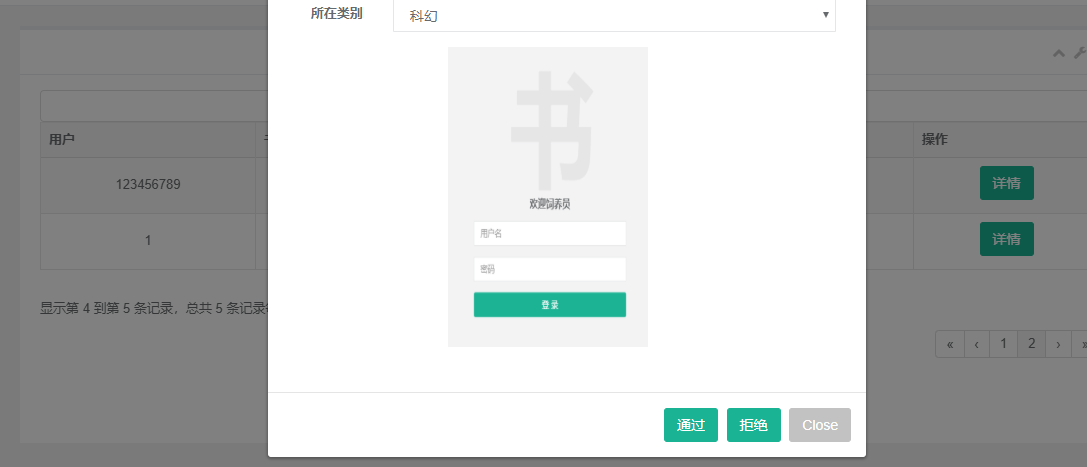 所在类别
科幻
书
欢迎饲养员
用户名
密码
登录
用户
操作
123456789
详情
1
详情
显示第 4 到第 5 条记录，总共 5 条记录
« ‹ 1 2 ›
通过 拒绝 Close